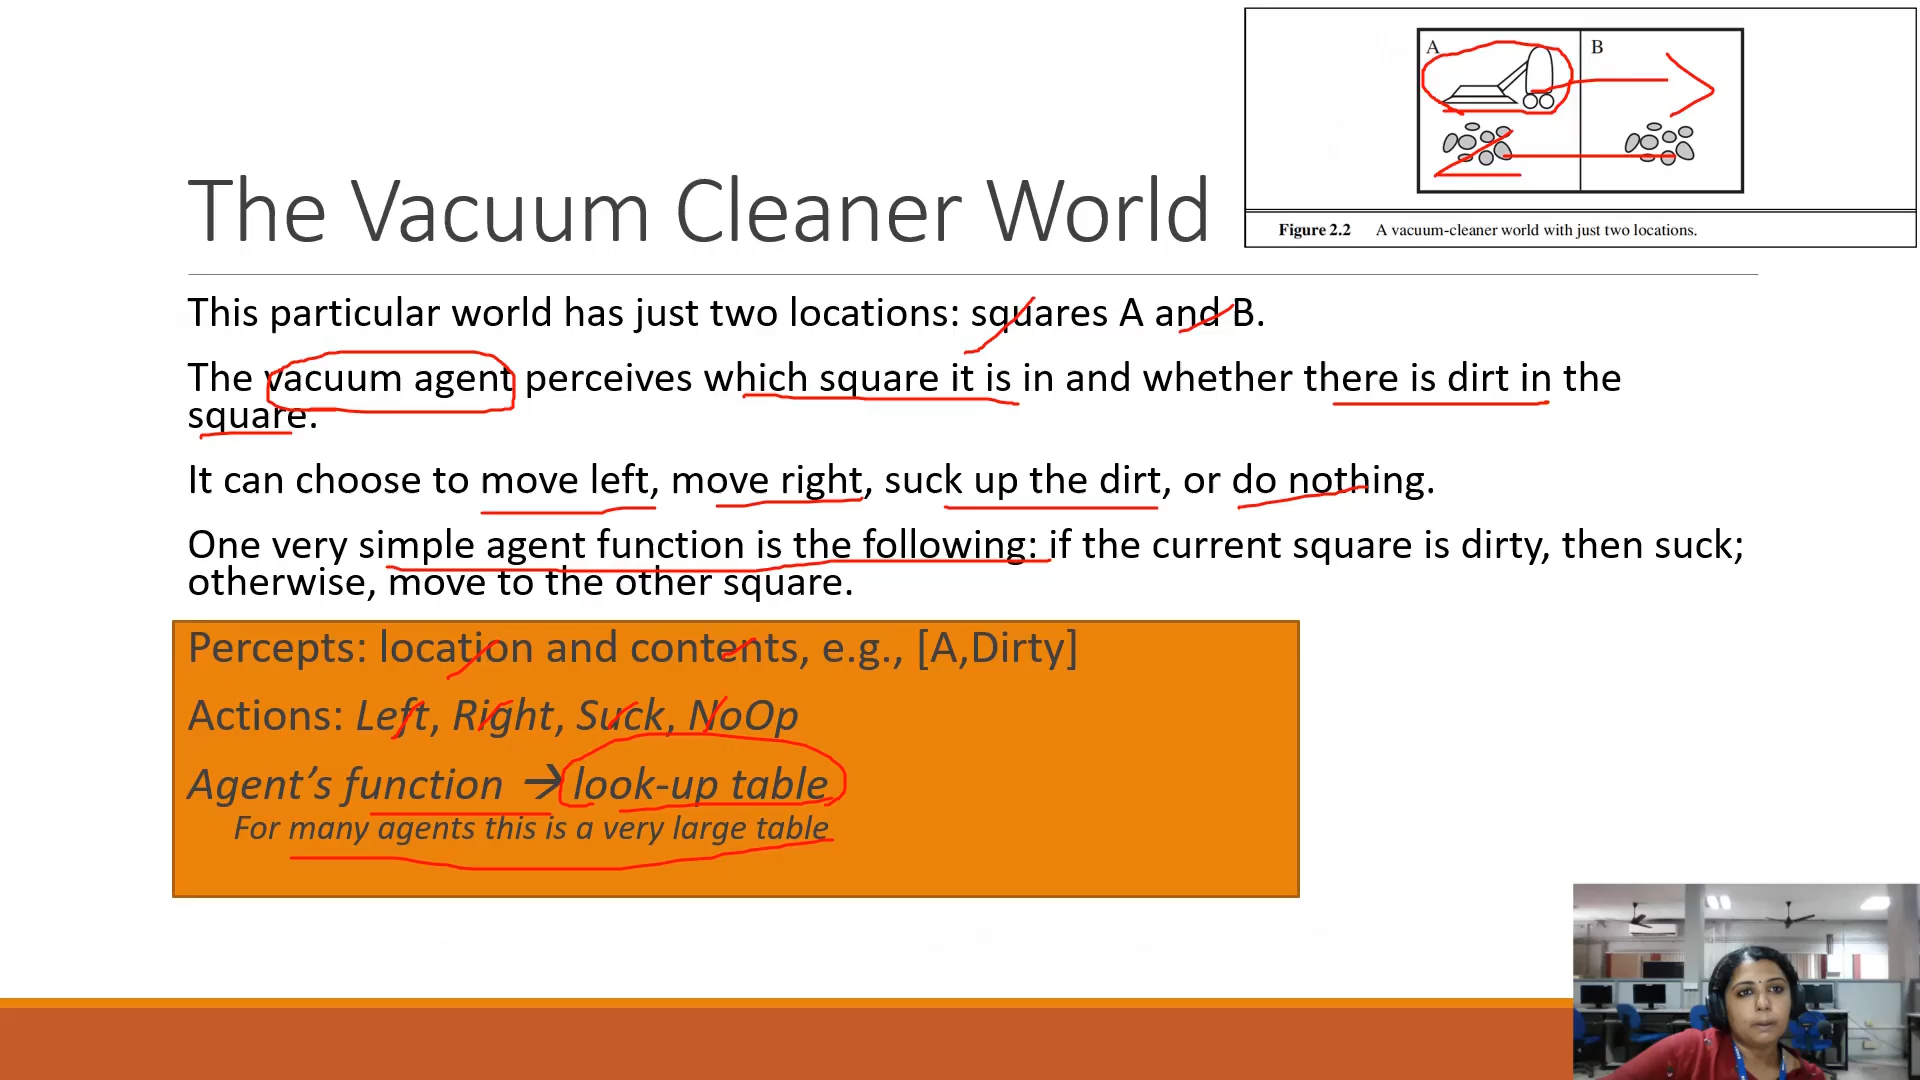 A
B
Figure 2.2 A vacuum-cleaner world with just two locations.
The Vacuum Cleaner World
This particular world has just two locations: squares A and B.
The vacuum agent perceives which square it is in and whether there is dirt in the
square.
It can choose to move left, move right, suck up the dirt, or do nothing.
One very simple agent function is the following: if the current square is dirty, then suck;
otherwise, move to the other square.
Percepts: location and contents, e.g., [A,Dirty]
Actions: Left, Right, Suck, NoOp
Agent’s function → look-up table
For many agents this is a very large table